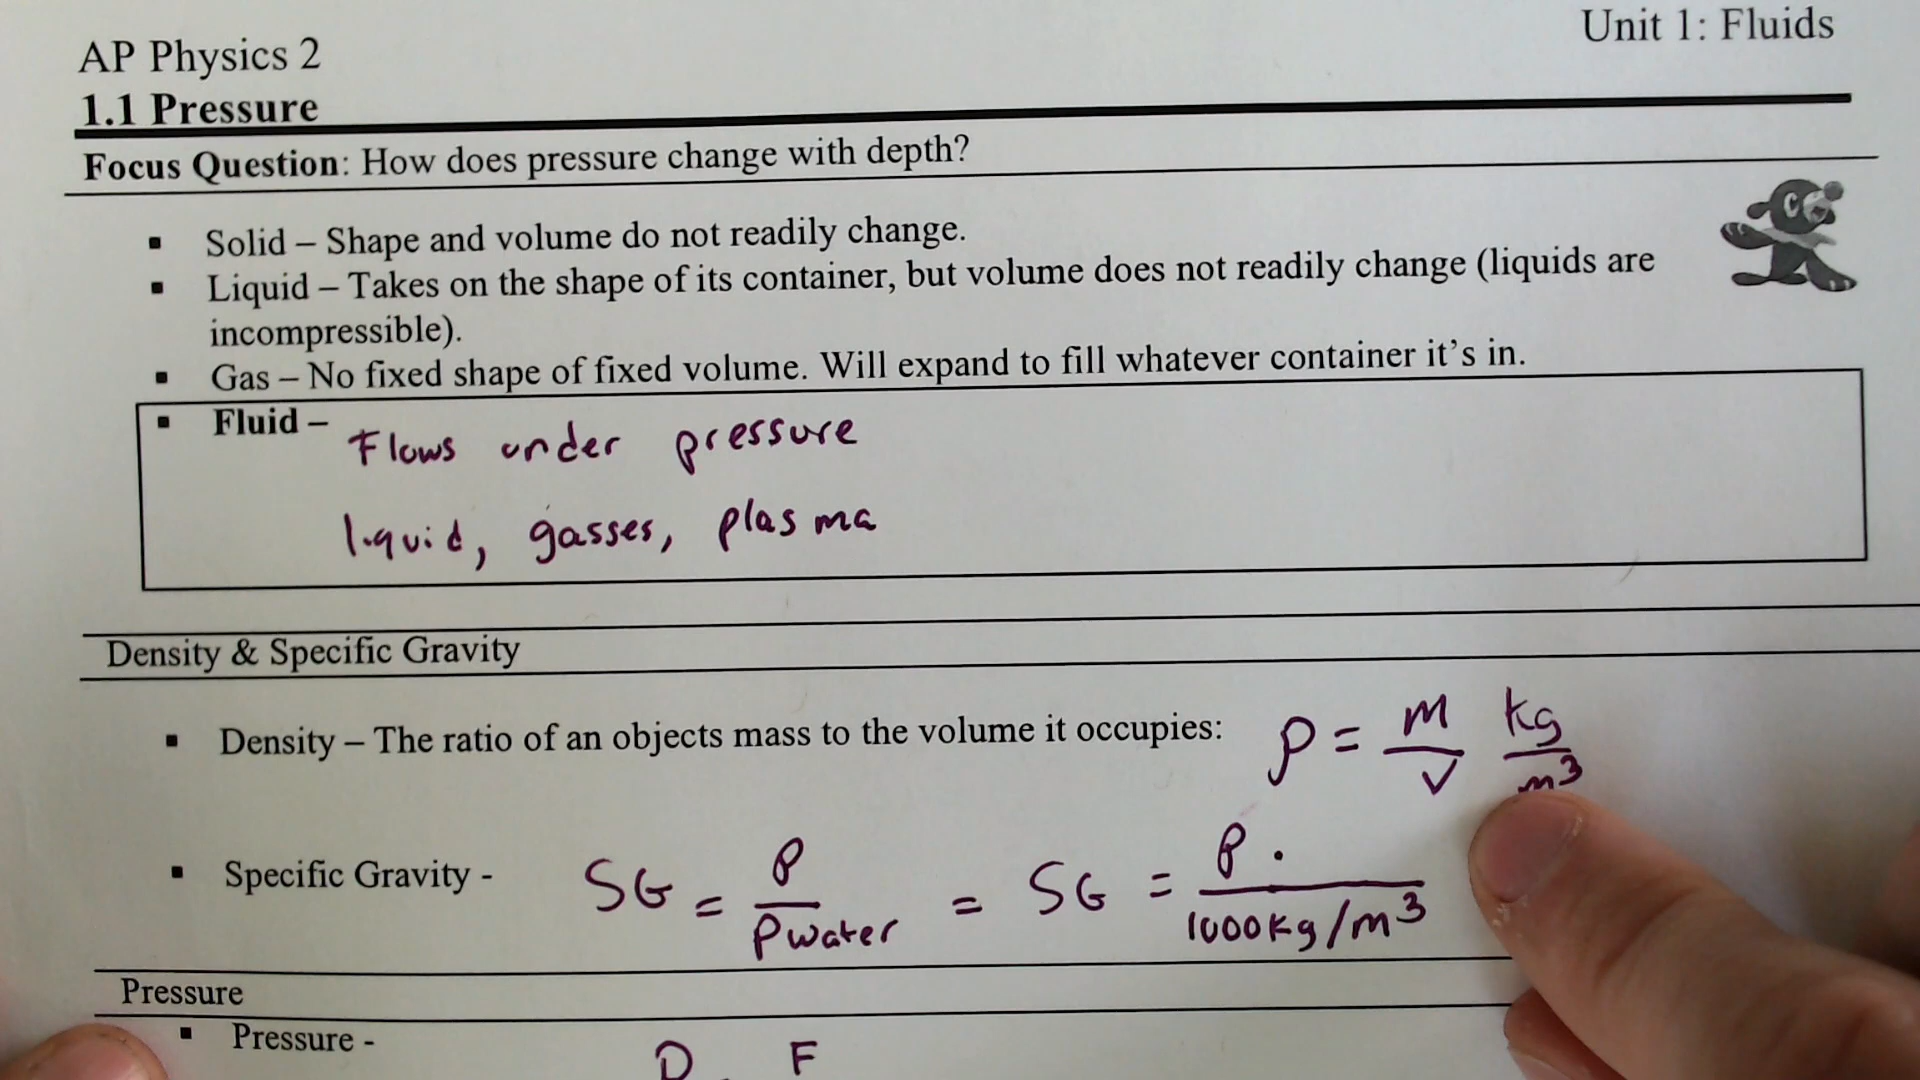 Unit 1: Fluids
AP Physics 2
1.1 Pressure
Focus Question: How does pressure change with depth?
▪ Solid – Shape and volume do not readily change.
▪ Liquid – Takes on the shape of its container, but volume does not readily change (liquids are
incompressible).
▪ Gas – No fixed shape of fixed volume. Will expand to fill whatever container it's in.
▪ Fluid –
Flows under pressure
liquid, gasses, plasma
Density & Specific Gravity
▪ Density – The ratio of an objects mass to the volume it occupies: ρ = m/V kg/m³
▪ Specific Gravity - SG = ρ/ρwater = SG = ρ/1000kg/m³
Pressure
▪ Pressure -
F